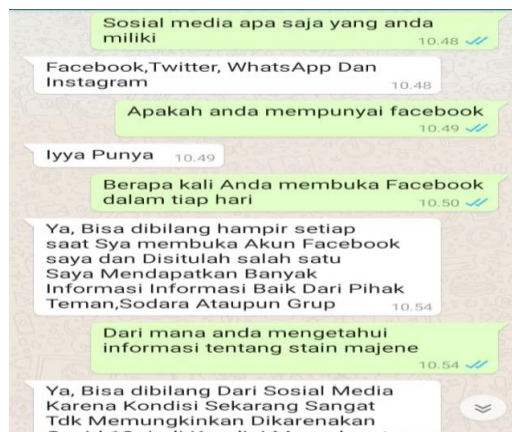 Sosial media apa saja yang anda
miliki
10.48
Facebook,Twitter, WhatsApp Dan
Instagram
10.48
Apakah anda mempunyai facebook
10.49
Iyya Punya 10.49
Berapa kali Anda membuka Facebook
dalam tiap hari
10.50
Ya, Bisa dibilang hampir setiap
saat Sya membuka Akun Facebook
saya dan Disitulah salah satu
Saya Mendapatkan Banyak
Informasi Informasi Baik Dari Pihak
Teman,Sodara Ataupun Grup
10.54
Dari mana anda mengetahui
informasi tentang stain majene
10.54
Ya, Bisa dibilang Dari Sosial Media
Karena Kondisi Sekarang Sangat
Tdk Memungkinkan Dikarenakan